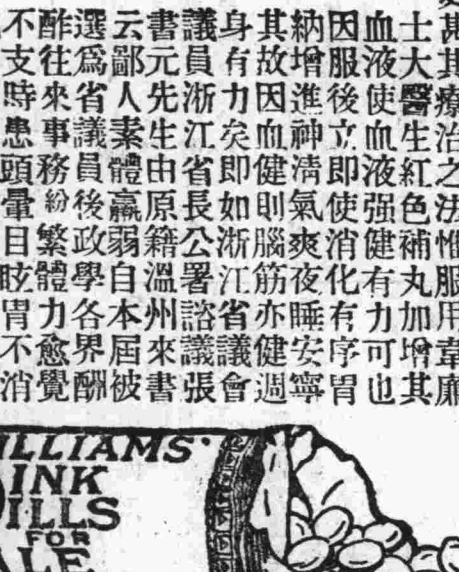 甚其療治之法惟服用韋廉
士大醫生紅色補丸加增其
血液使血液强健有力可也
因服後立即使消化有序胃
納增進神清氣爽夜睡安寧
其故因血健則腦筋亦健週
身有力矣即如浙江省議會
議員浙江省長公署諮議張
書元先生由原籍溫州來書
云鄙人素體羸弱自本屆被
選為省議員後政學各界酬
酢往來事務紛繁體力愈覺
不支時患頭暈目眩胃不消
ILLIAMS'
INK
ILLS
FOR
ALE